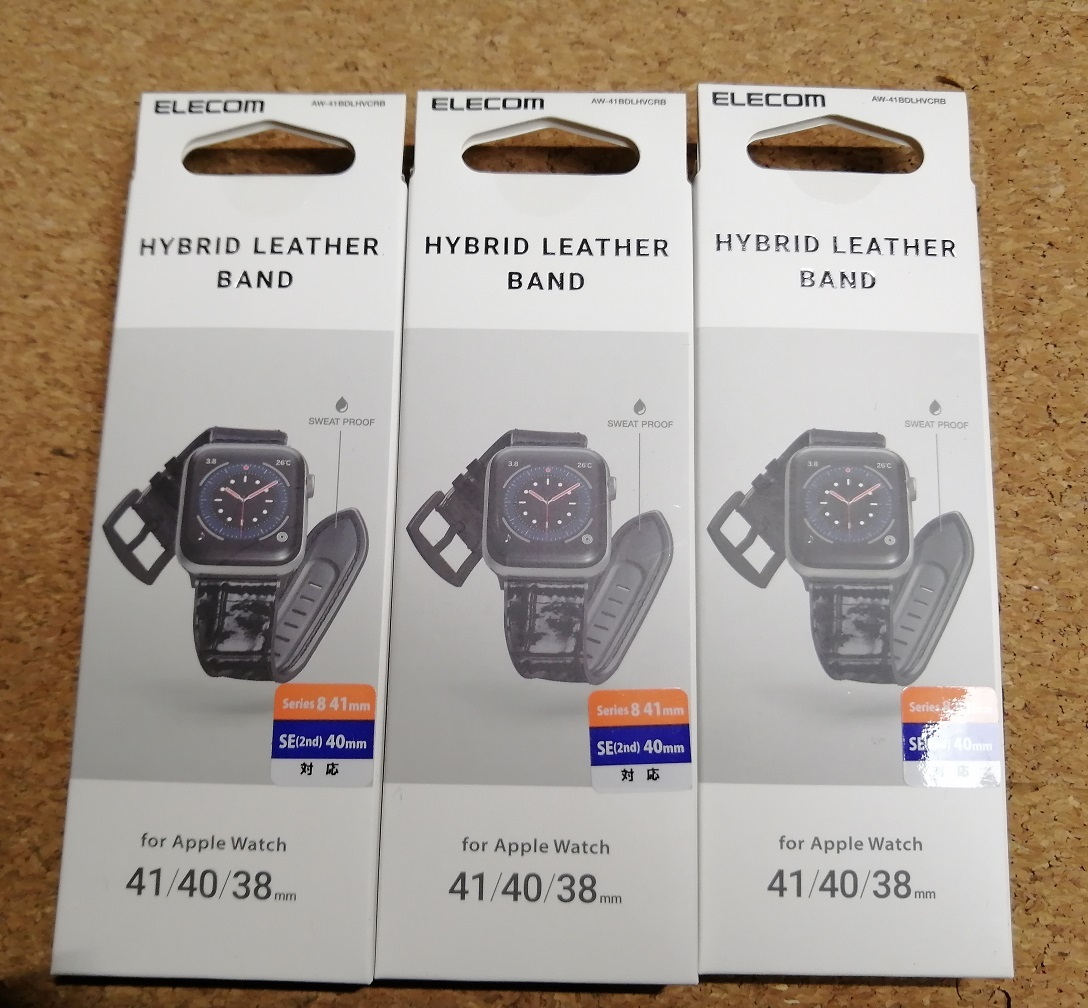 ELECOM AW-41BDLHVCRB
HYBRID LEATHER
BAND
SWEAT PROOF
3.8 26°C
Series 8 41mm
SE(2nd) 40mm
対応
for Apple Watch
41/40/38mm
ELECOM AW-41BDLHVCRB
HYBRID LEATHER
BAND
SWEAT PROOF
3.8 26°C
Series 8 41mm
SE(2nd) 40mm
対応
for Apple Watch
41/40/38mm
ELECOM AW-41BDLHVCRB
HYBRID LEATHER
BAND
SWEAT PROOF
3.8 26°C
Series
SE 40mm
応
for Apple Watch
41/40/38mm